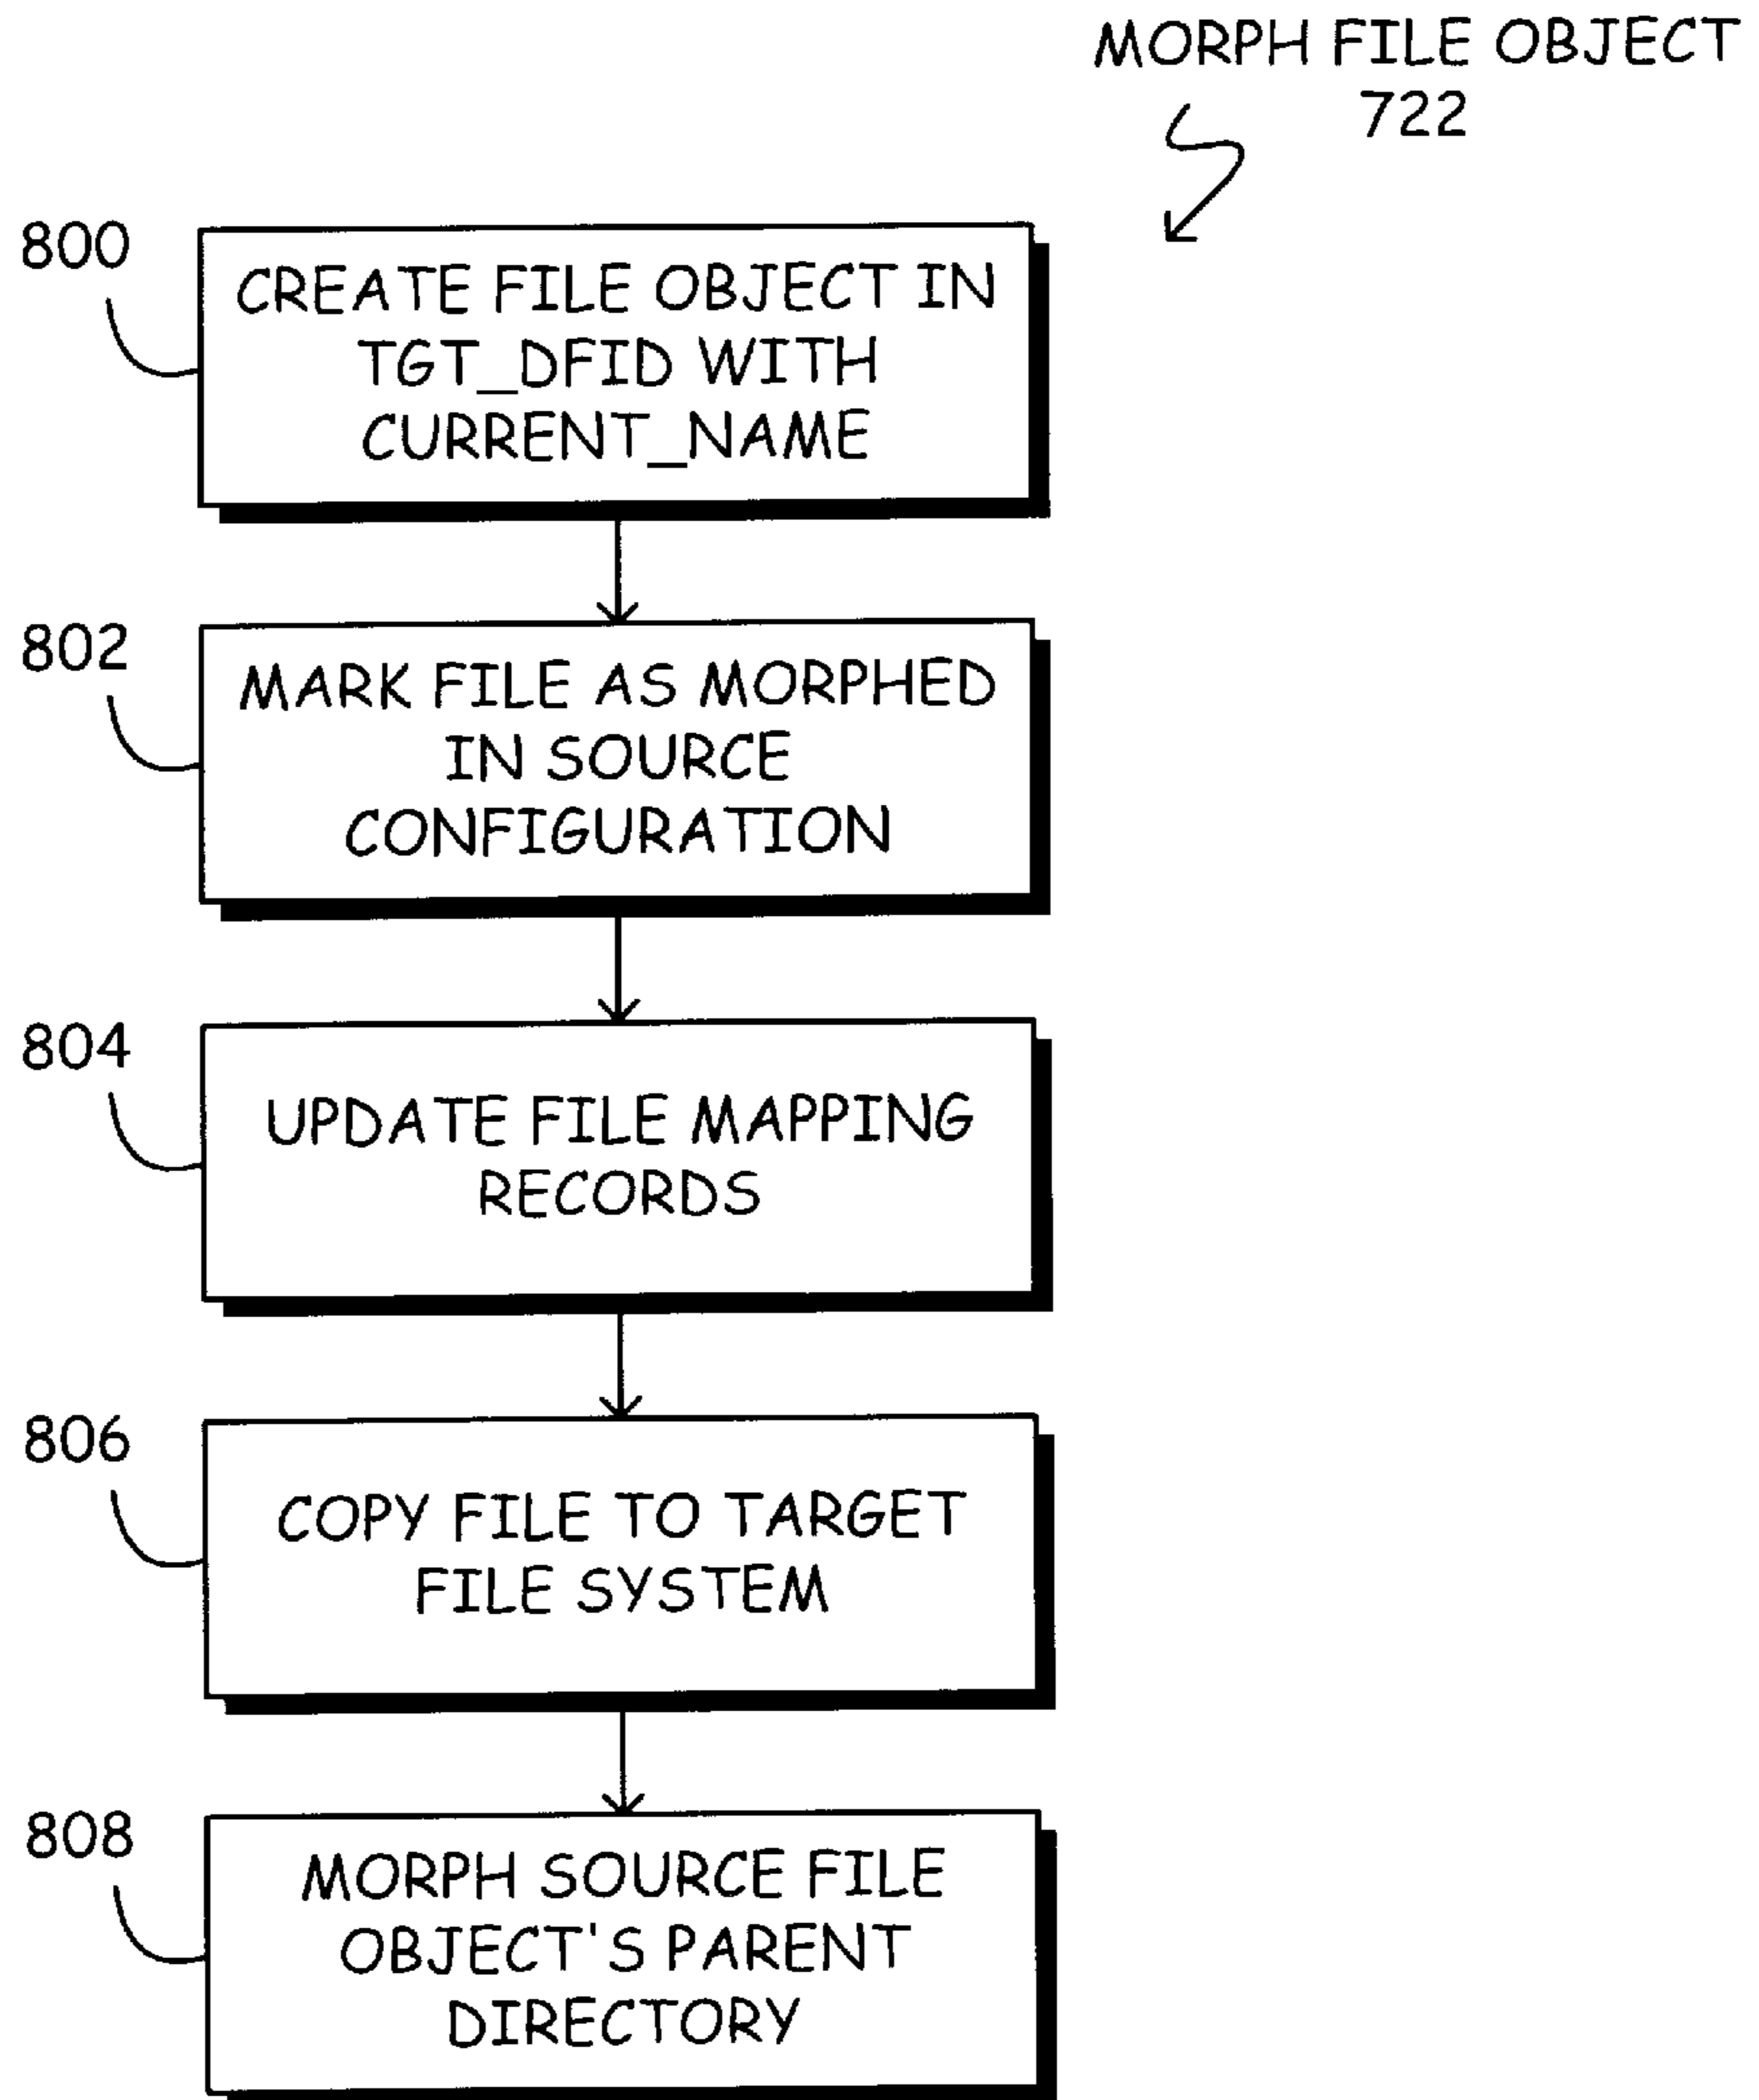 MORPH FILE OBJECT
722
800
CREATE FILE OBJECT IN
TGT_DFID WITH
CURRENT_NAME
802
MARK FILE AS MORPHED
IN SOURCE
CONFIGURATION
804
UPDATE FILE MAPPING
RECORDS
806
COPY FILE TO TARGET
FILE SYSTEM
808
MORPH SOURCE FILE
OBJECT'S PARENT
DIRECTORY